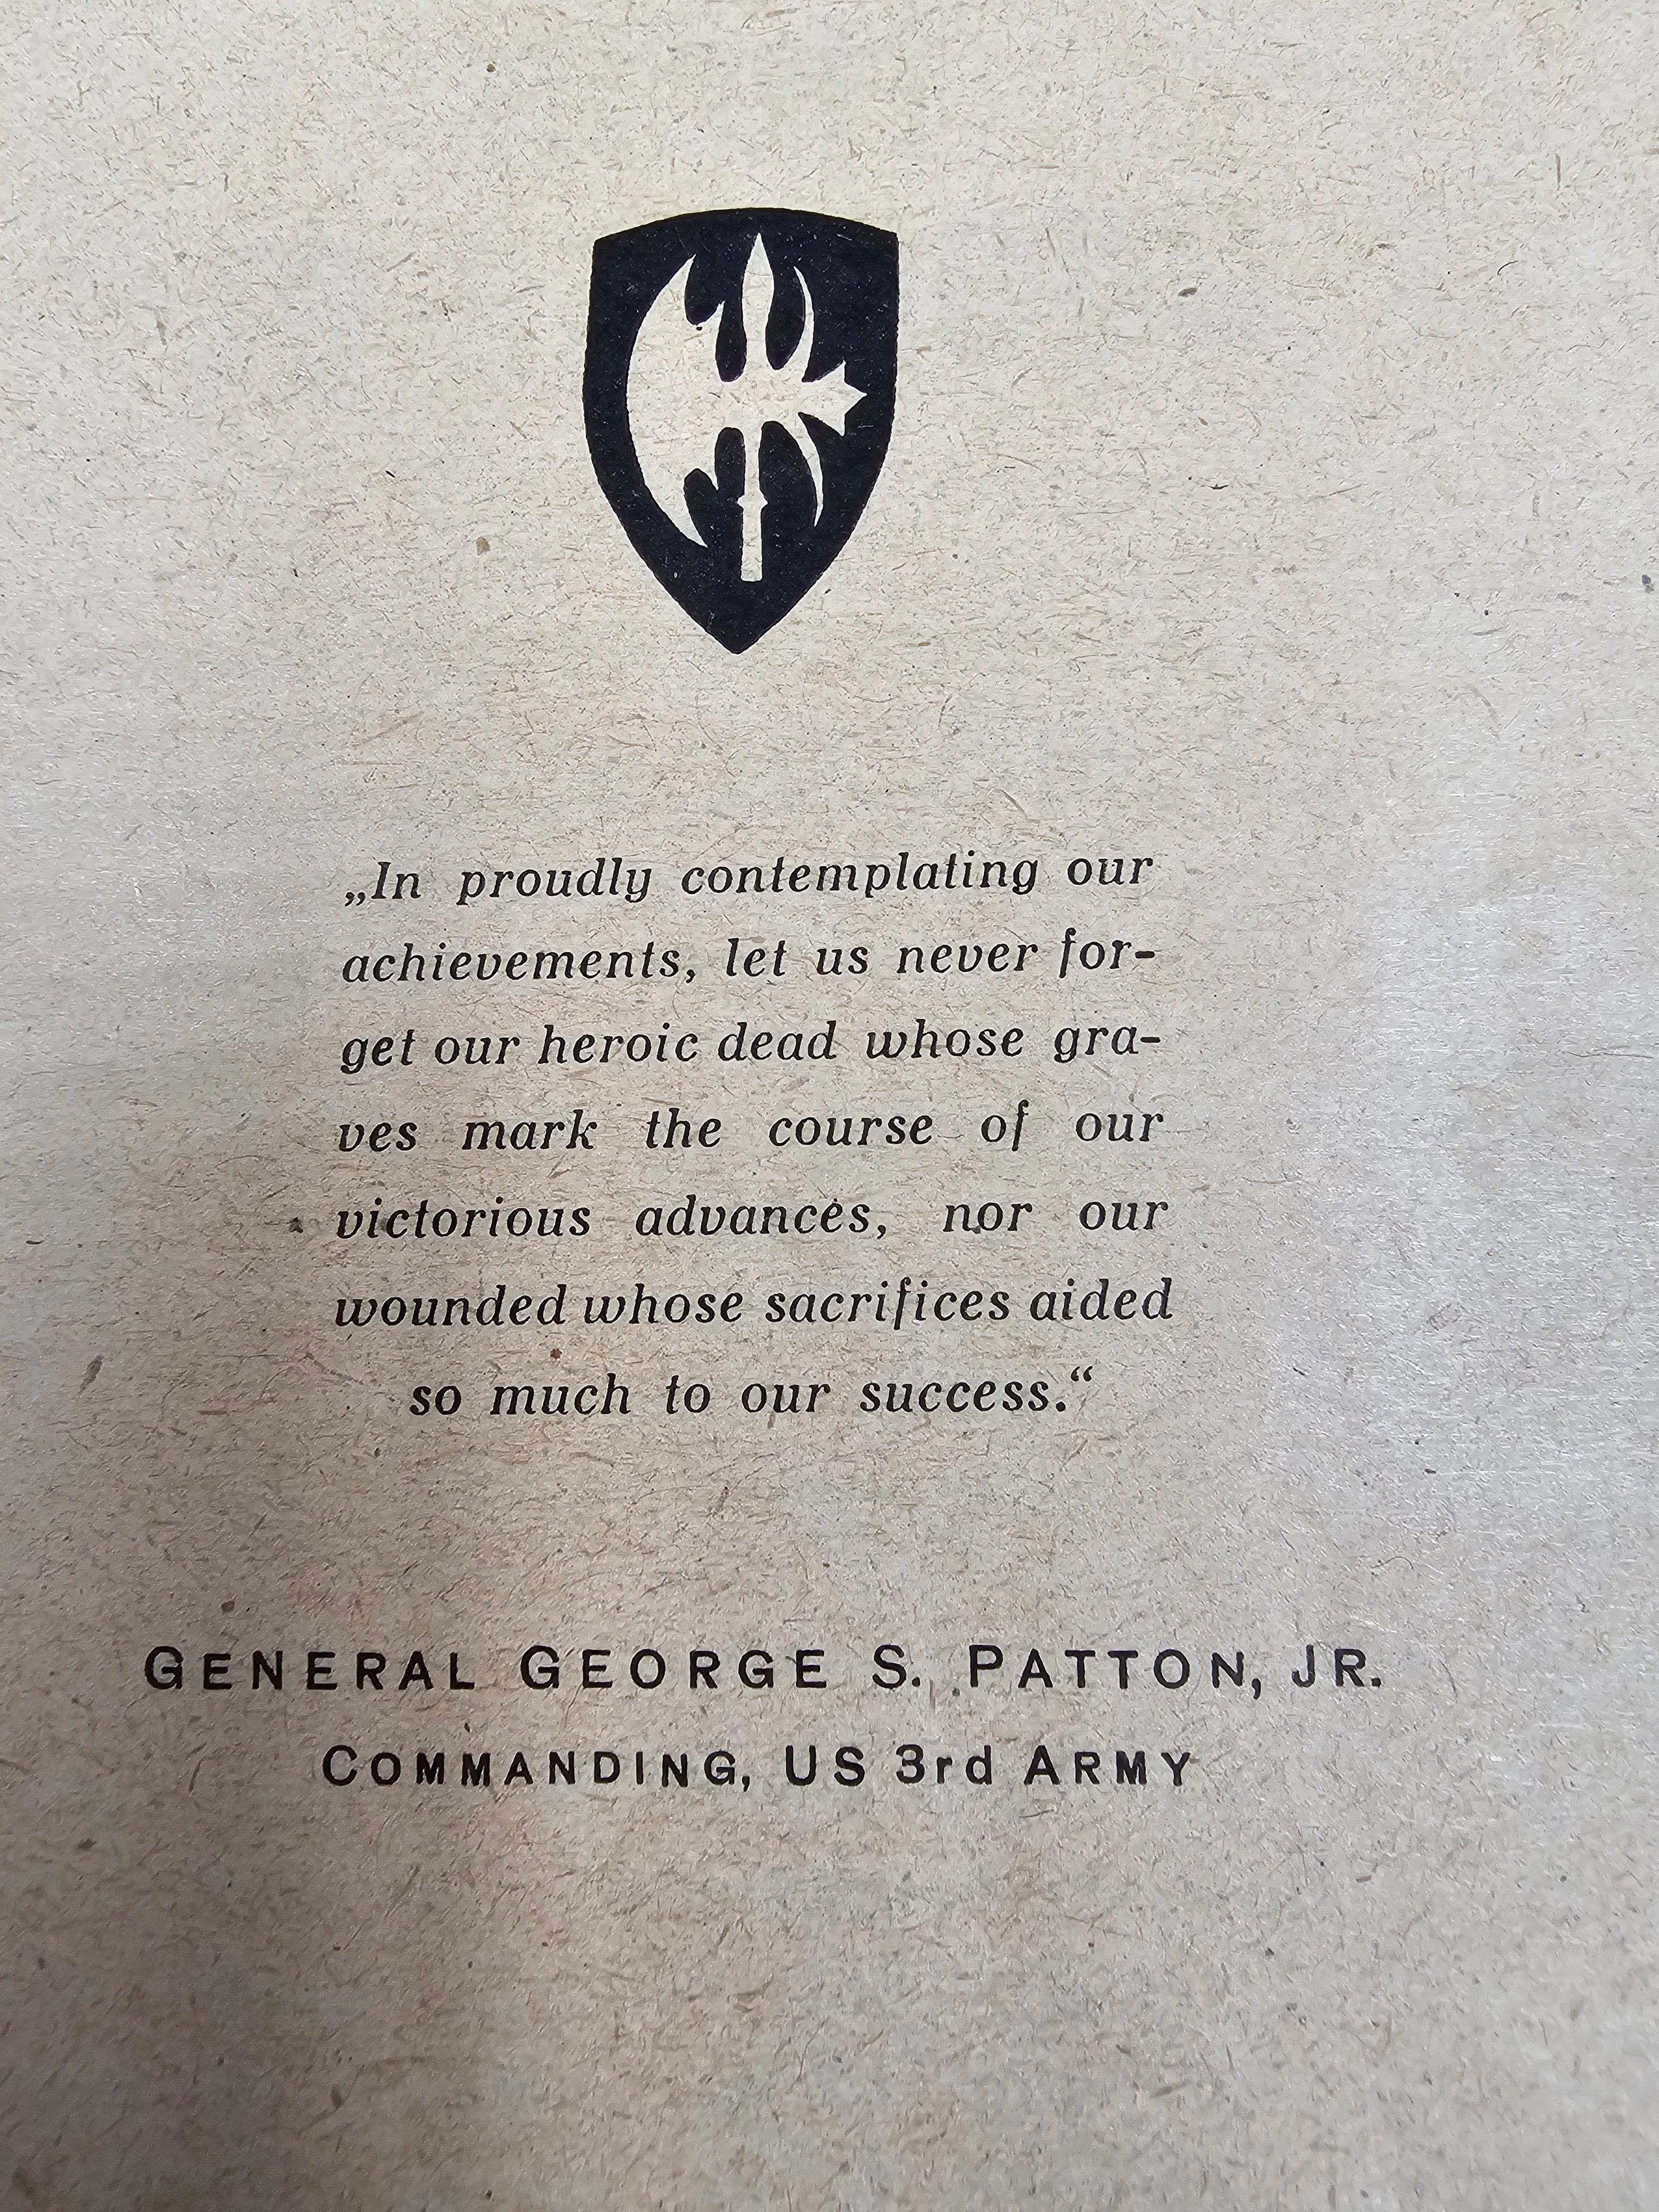 „In proudly contemplating our
achievements, let us never for-
get our heroic dead whose gra-
ves mark the course of our
victorious advances, nor our
wounded whose sacrifices aided
so much to our success.“
GENERAL GEORGE S. PATTON, JR.
COMMANDING, US 3rd ARMY